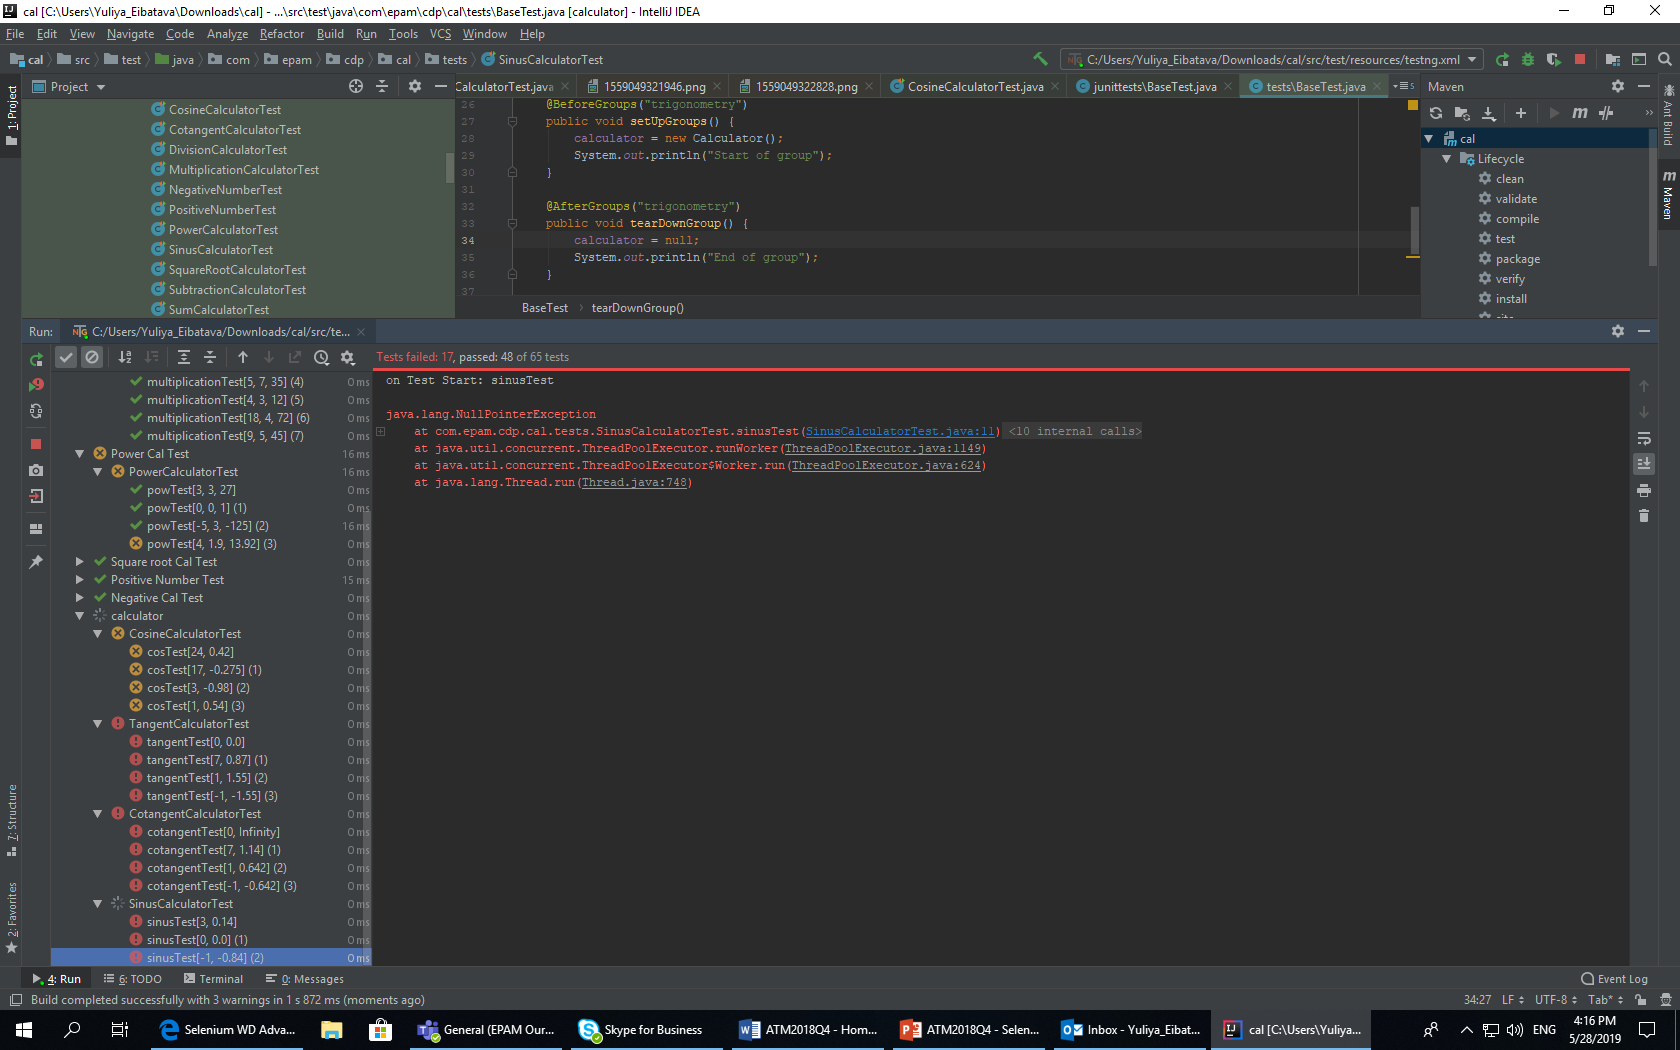 cal [C:\Users\Yuliya_Eibatava\Downloads\cal] - ...\src\test\java\com\epam\cdp\cal\tests\BaseTest.java [calculator] - IntelliJ IDEA
File Edit View Navigate Code Analyze Refactor Build Run Tools VCS Window Help
cal src test java com epam cdp cal tests SinusCalculatorTest
C:/Users/Yuliya_Eibatava/Downloads/cal/src/test/resources/testng.xml
1: Project
Project
CosineCalculatorTest
CotangentCalculatorTest
DivisionCalculatorTest
MultiplicationCalculatorTest
NegativeNumberTest
PositiveNumberTest
PowerCalculatorTest
SinusCalculatorTest
SquareRootCalculatorTest
SubtractionCalculatorTest
SumCalculatorTest
CalculatorTest.java 1559049321946.png 1559049322828.png CosineCalculatorTest.java junittests\BaseTest.java tests\BaseTest.java
26 @BeforeGroups("trigonometry")
27 public void setUpGroups() {
28 calculator = new Calculator();
29 System.out.println("Start of group");
30 }
31
32 @AfterGroups("trigonometry")
33 public void tearDownGroup() {
34 calculator = null;
35 System.out.println("End of group");
36 }
37
BaseTest tearDownGroup()
Maven
cal
Lifecycle
clean
validate
compile
test
package
verify
install
site
Ant Build
Maven
Run: C:/Users/Yuliya_Eibatava/Downloads/cal/src/te...
Tests failed: 17, passed: 48 of 65 tests
multiplicationTest[5, 7, 35] (4) 0 ms
multiplicationTest[4, 3, 12] (5) 0 ms
multiplicationTest[18, 4, 72] (6) 0 ms
multiplicationTest[9, 5, 45] (7) 0 ms
Power Cal Test 16 ms
PowerCalculatorTest 16 ms
powTest[3, 3, 27] 0 ms
powTest[0, 0, 1] (1) 0 ms
powTest[-5, 3, -125] (2) 16 ms
powTest[4, 1.9, 13.92] (3) 0 ms
Square root Cal Test 0 ms
Positive Number Test 15 ms
Negative Cal Test 0 ms
calculator 0 ms
CosineCalculatorTest 0 ms
cosTest[24, 0.42] 0 ms
cosTest[17, -0.275] (1) 0 ms
cosTest[3, -0.98] (2) 0 ms
cosTest[1, 0.54] (3) 0 ms
TangentCalculatorTest 0 ms
tangentTest[0, 0.0] 0 ms
tangentTest[7, 0.87] (1) 0 ms
tangentTest[1, 1.55] (2) 0 ms
tangentTest[-1, -1.55] (3) 0 ms
CotangentCalculatorTest 0 ms
cotangentTest[0, Infinity] 0 ms
cotangentTest[7, 1.14] (1) 0 ms
cotangentTest[1, 0.642] (2) 0 ms
cotangentTest[-1, -0.642] (3) 0 ms
SinusCalculatorTest 0 ms
sinusTest[3, 0.14] 0 ms
sinusTest[0, 0.0] (1) 0 ms
sinusTest[-1, -0.84] (2) 0 ms
on Test Start: sinusTest
java.lang.NullPointerException
at com.epam.cdp.cal.tests.SinusCalculatorTest.sinusTest(SinusCalculatorTest.java:11) <10 internal calls>
at java.util.concurrent.ThreadPoolExecutor.runWorker(ThreadPoolExecutor.java:1149)
at java.util.concurrent.ThreadPoolExecutor$Worker.run(ThreadPoolExecutor.java:624)
at java.lang.Thread.run(Thread.java:748)
7: Structure
2: Favorites
4: Run 6: TODO Terminal 0: Messages Event Log
Build completed successfully with 3 warnings in 1 s 872 ms (moments ago) 34:27 LF UTF-8 Tab*
Selenium WD Adva... General (EPAM Our... Skype for Business ATM2018Q4 - Hom... ATM2018Q4 - Selen... Inbox - Yuliya_Eibat... cal [C:\Users\Yuliya... ENG 4:16 PM
5/28/2019